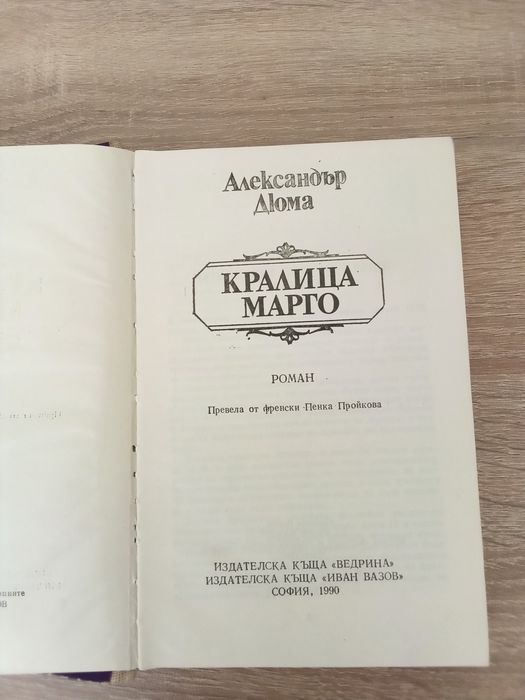 Александър
Дюма
КРАЛИЦА
МАРГО
РОМАН
Превела от френски Пенка Пройкова
ИЗДАТЕЛСКА КЪЩА «ВЕДРИНА»
ИЗДАТЕЛСКА КЪЩА «ИВАН ВАЗОВ»
СОФИЯ, 1990